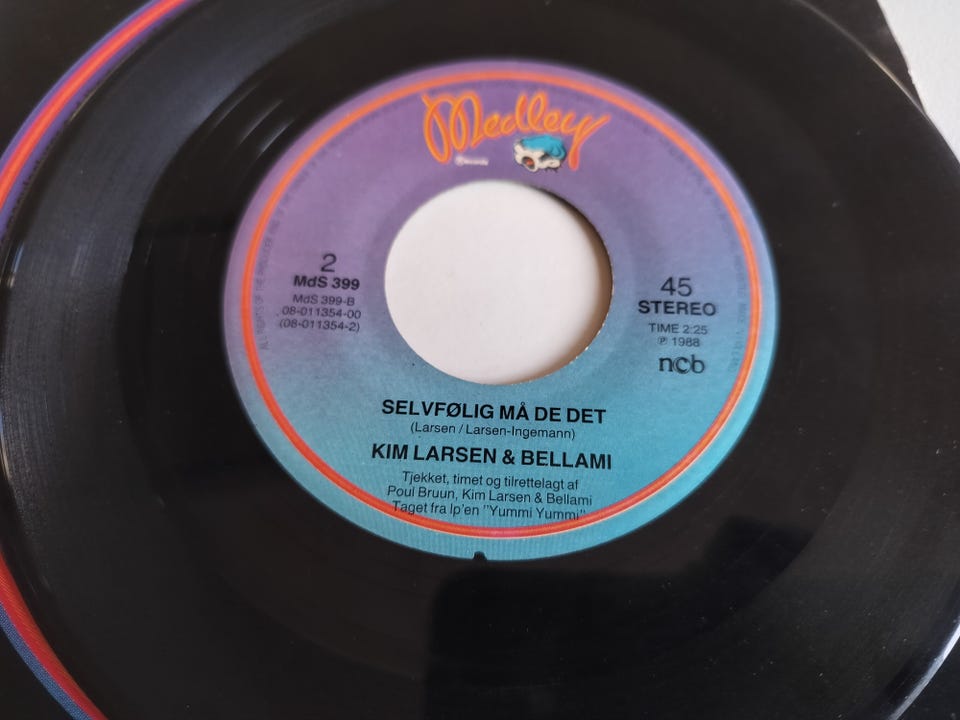 Medley
2
MdS 399
MdS 399-B
08-011354-00
(08-011354-2)
45
STEREO
TIME 2:25
℗ 1988
ncb
SELVFØLIG MÅ DE DET
(Larsen / Larsen-Ingemann)
KIM LARSEN & BELLAMI
Tjekket, timet og tilrettelagt af
Poul Bruun, Kim Larsen & Bellami
Taget fra lp'en "Yummi Yummi"